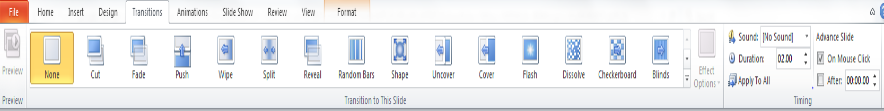 File Home Insert Design Transitions Animations Slide Show Review View Format
Preview
None Cut Fade Push Wipe Split Reveal Random Bars Shape Uncover Cover Flash Dissolve Checkerboard Blinds
Effect
Options
Sound: [No Sound]
Duration: 02.00
Apply To All
Advance Slide
On Mouse Click
After: 00:00.00
Preview
Transition to This Slide
Timing